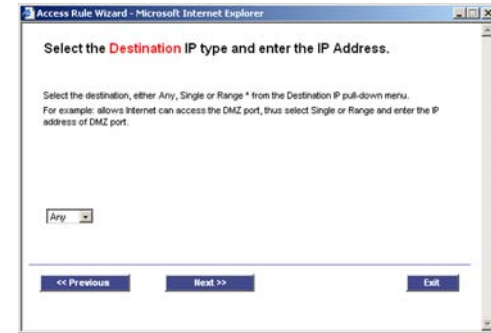 Access Rule Wizard - Microsoft Internet Explorer
Select the Destination IP type and enter the IP Address.
Select the destination, either Any, Single or Range * from the Destination IP pull-down menu.
For example: allows Internet can access the DMZ port, thus select Single or Range and enter the IP
address of DMZ port.
Any
<< Previous Next >> Exit